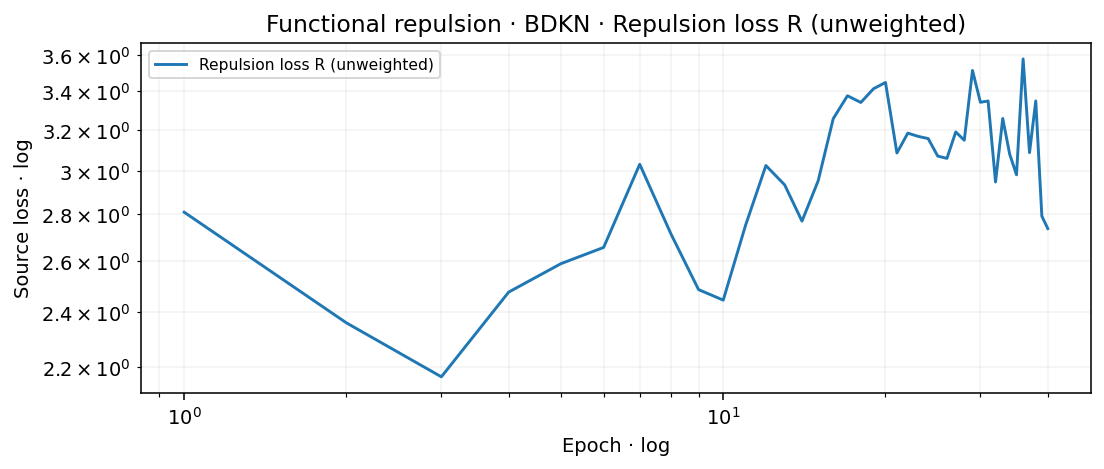 Functional repulsion · BDKN · Repulsion loss R (unweighted)
Repulsion loss R (unweighted)
Source loss · log
3.6 × 10⁰
3.4 × 10⁰
3.2 × 10⁰
3 × 10⁰
2.8 × 10⁰
2.6 × 10⁰
2.4 × 10⁰
2.2 × 10⁰
10⁰
10¹
Epoch · log